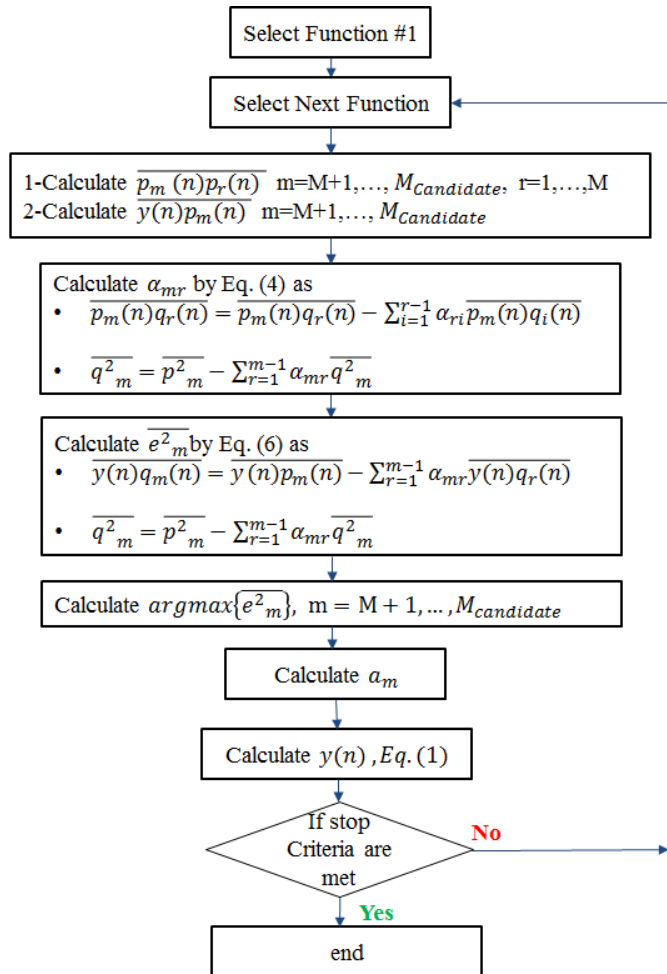 Select Function #1
Select Next Function
1-Calculate $\overline{p_m(n)p_r(n)}$ m=M+1,…, $M_{Candidate}$, r=1,…,M
2-Calculate $\overline{y(n)p_m(n)}$ m=M+1,…, $M_{Candidate}$
Calculate $\alpha_{mr}$ by Eq. (4) as
• $\overline{p_m(n)q_r(n)} = \overline{p_m(n)q_r(n)} - \sum_{i=1}^{r-1} \alpha_{ri}\overline{p_m(n)q_i(n)}$
• $\overline{q^2{}_m} = \overline{p^2{}_m} - \sum_{r=1}^{m-1} \alpha_{mr}\overline{q^2{}_m}$
Calculate $\overline{e^2{}_m}$by Eq. (6) as
• $\overline{y(n)q_m(n)} = \overline{y(n)p_m(n)} - \sum_{r=1}^{m-1} \alpha_{mr}\overline{y(n)q_r(n)}$
• $\overline{q^2{}_m} = \overline{p^2{}_m} - \sum_{r=1}^{m-1} \alpha_{mr}\overline{q^2{}_m}$
Calculate $argmax\{\overline{e^2{}_m}\}$, m = M + 1, … , $M_{candidate}$
Calculate $a_m$
Calculate $y(n)$ , $Eq. (1)$
If stop
Criteria are
met
No
Yes
end